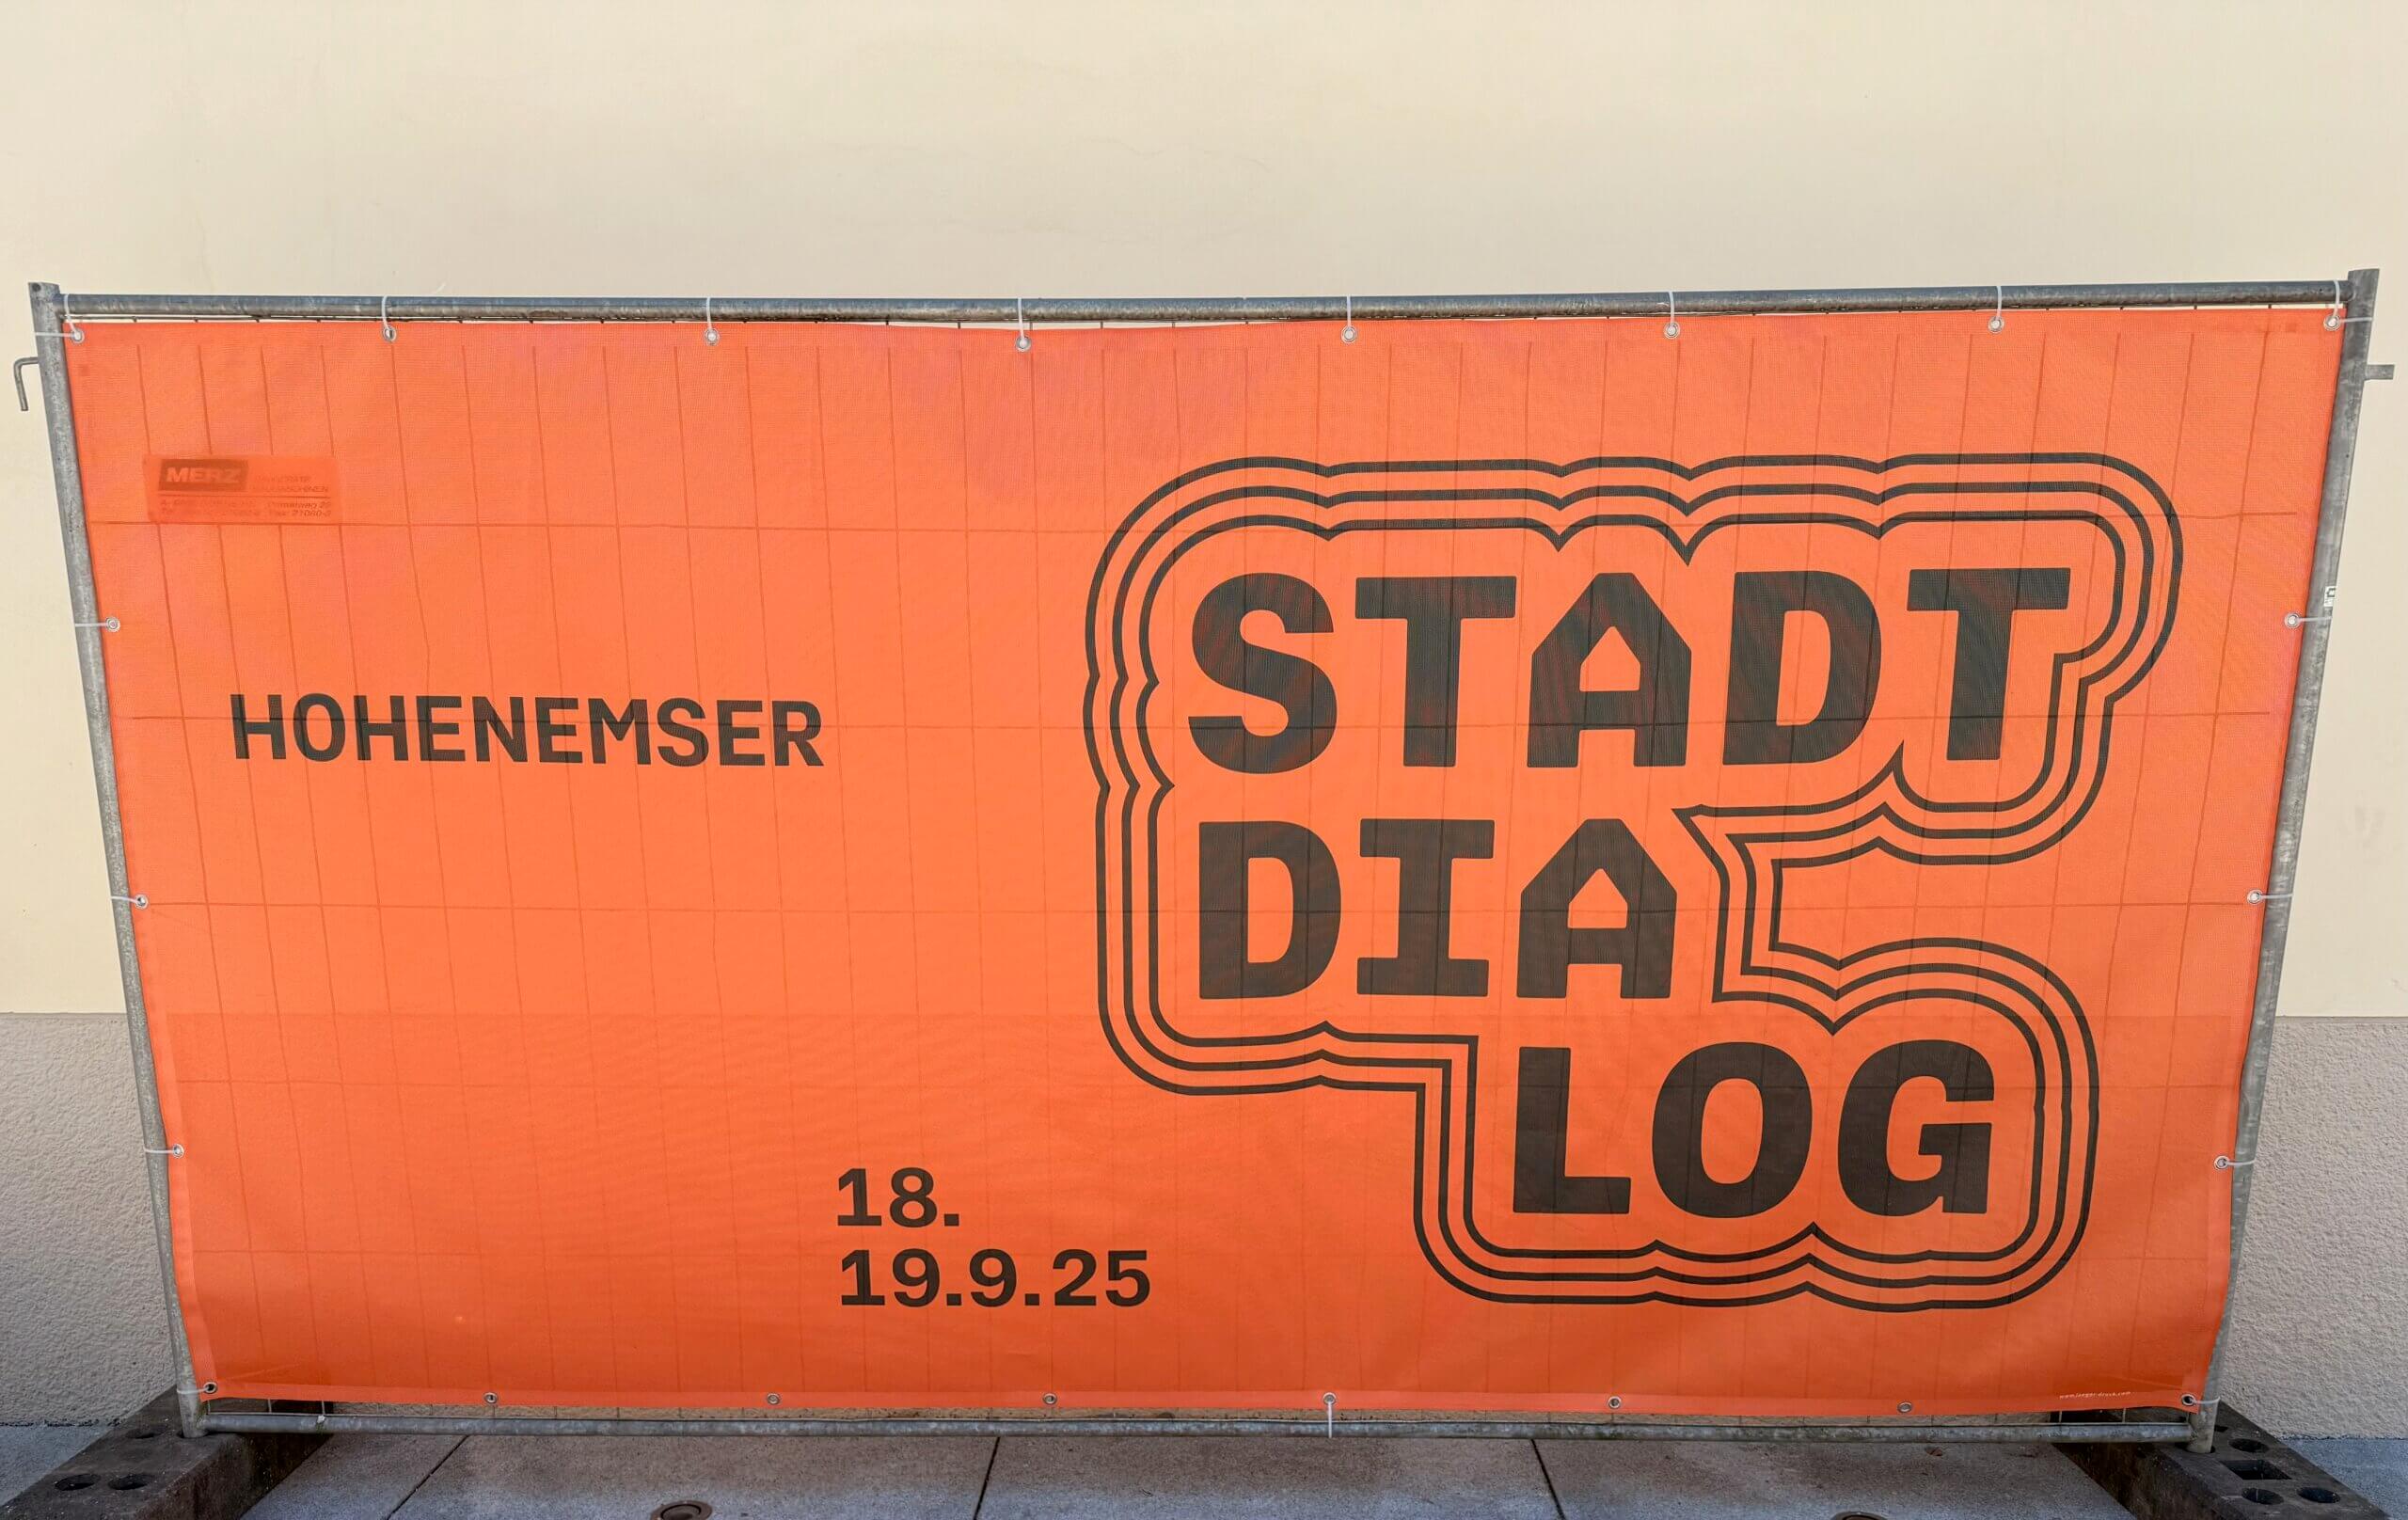 MERZ
HOHENEMSER
STADT
DIA
LOG
18.
19.9.25